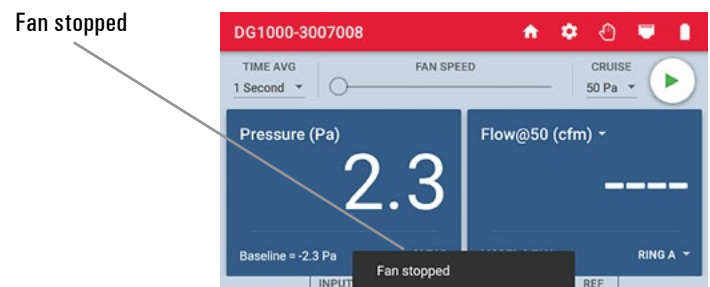 Fan stopped
DG1000-3007008
TIME AVG
FAN SPEED
CRUISE
1 Second
50 Pa
Pressure (Pa)
Flow@50 (cfm)
2.3
----
Baseline = -2.3 Pa
RING A
Fan stopped
INPUT
REF